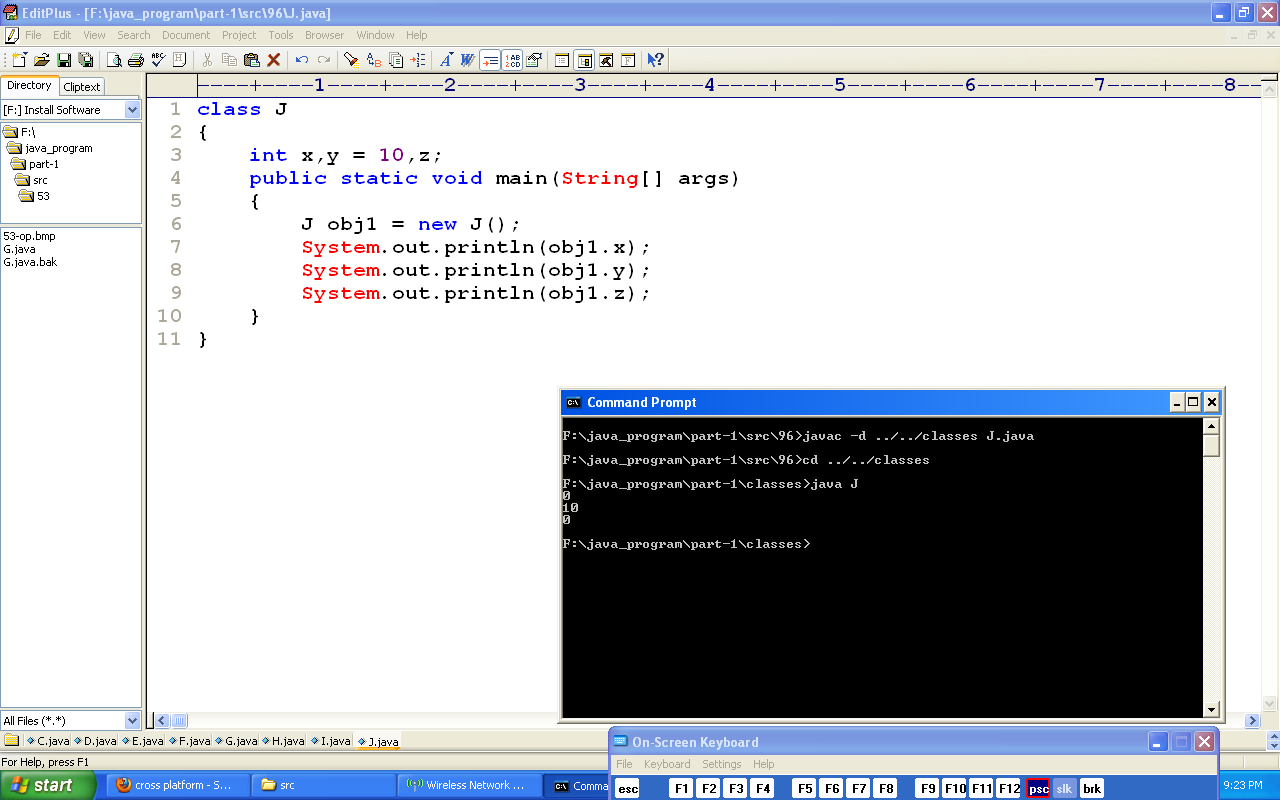 EditPlus - [F:\java_program\part-1\src\96\J.java]
File Edit View Search Document Project Tools Browser Window Help
Directory Cliptext
[F:] Install Software
F:\
java_program
part-1
src
53
53-op.bmp
G.java
G.java.bak
All Files (*.*)
----+----1----+----2----+----3----+----4----+----5----+----6----+----7----+----8--
1 class J
2 {
3 int x,y = 10,z;
4 public static void main(String[] args)
5 {
6 J obj1 = new J();
7 System.out.println(obj1.x);
8 System.out.println(obj1.y);
9 System.out.println(obj1.z);
10 }
11 }
Command Prompt
F:\java_program\part-1\src\96>javac -d ../../classes J.java
F:\java_program\part-1\src\96>cd ../../classes
F:\java_program\part-1\classes>java J
0
10
0
F:\java_program\part-1\classes>
C.java D.java E.java F.java G.java H.java I.java J.java
For Help, press F1
On-Screen Keyboard
File Keyboard Settings Help
esc F1 F2 F3 F4 F5 F6 F7 F8 F9 F10 F11 F12 psc slk brk
start cross platform - S... src Wireless Network ... Comma 9:23 PM